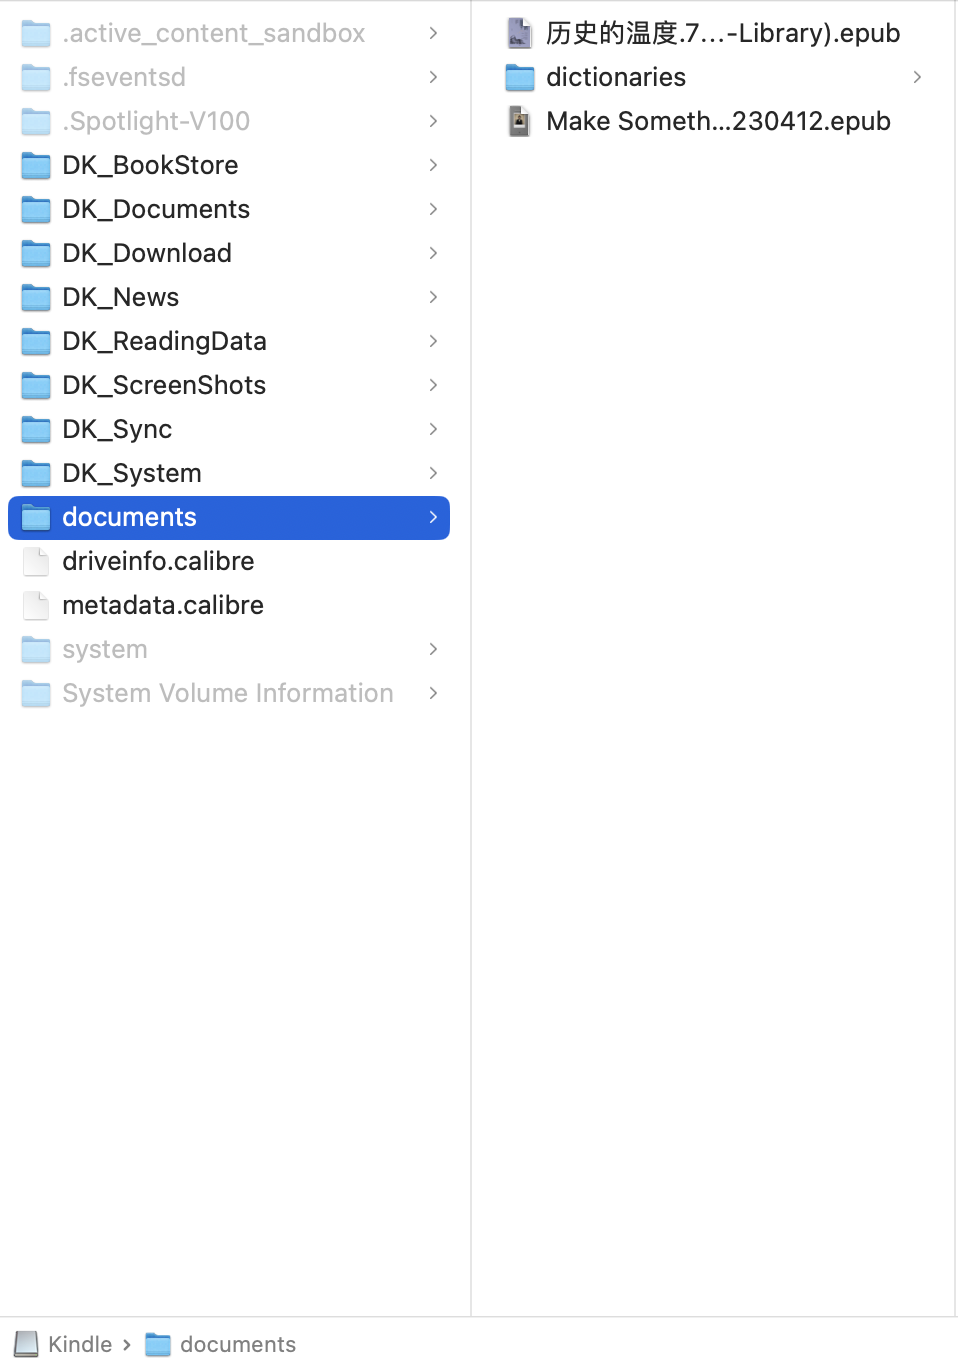 .active_content_sandbox
.fseventsd
.Spotlight-V100
DK_BookStore
DK_Documents
DK_Download
DK_News
DK_ReadingData
DK_ScreenShots
DK_Sync
DK_System
documents
driveinfo.calibre
metadata.calibre
system
System Volume Information
历史的温度.7...-Library).epub
dictionaries
Make Someth...230412.epub
Kindle › documents